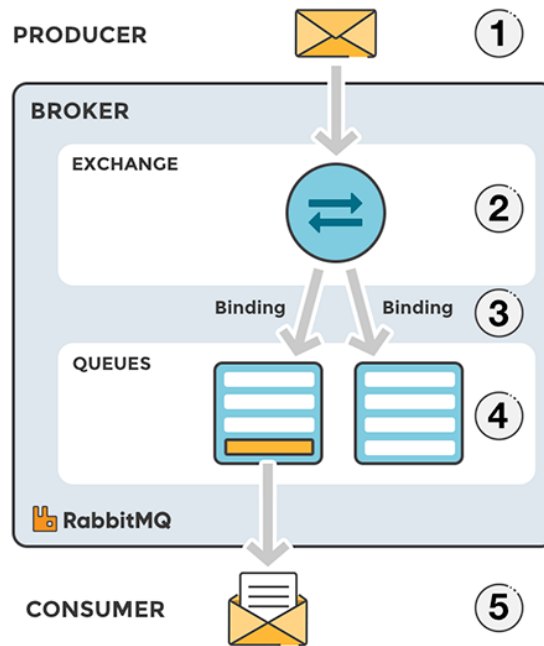 PRODUCER 1
BROKER
EXCHANGE
2
Binding Binding 3
QUEUES
4
RabbitMQ
CONSUMER 5